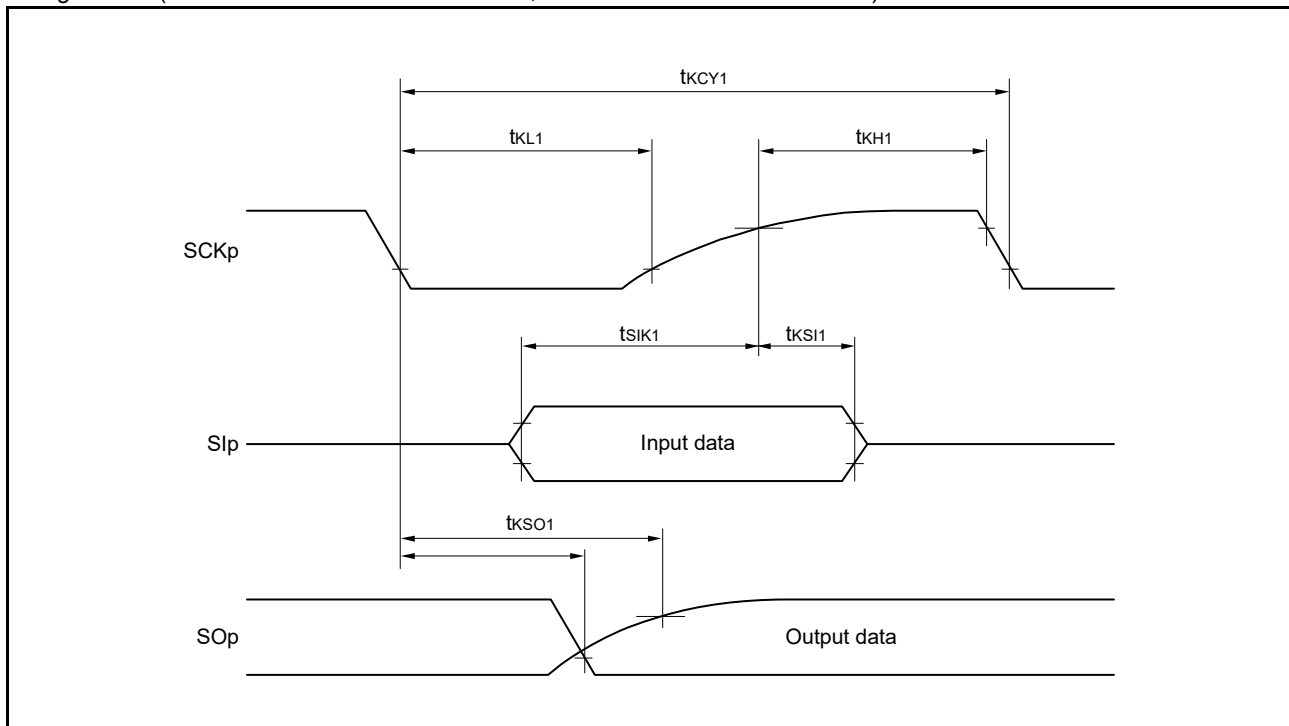 tKCY1
tKL1
tKH1
SCKp
tSIK1
tKSI1
SIp
Input data
tKSO1
SOp
Output data